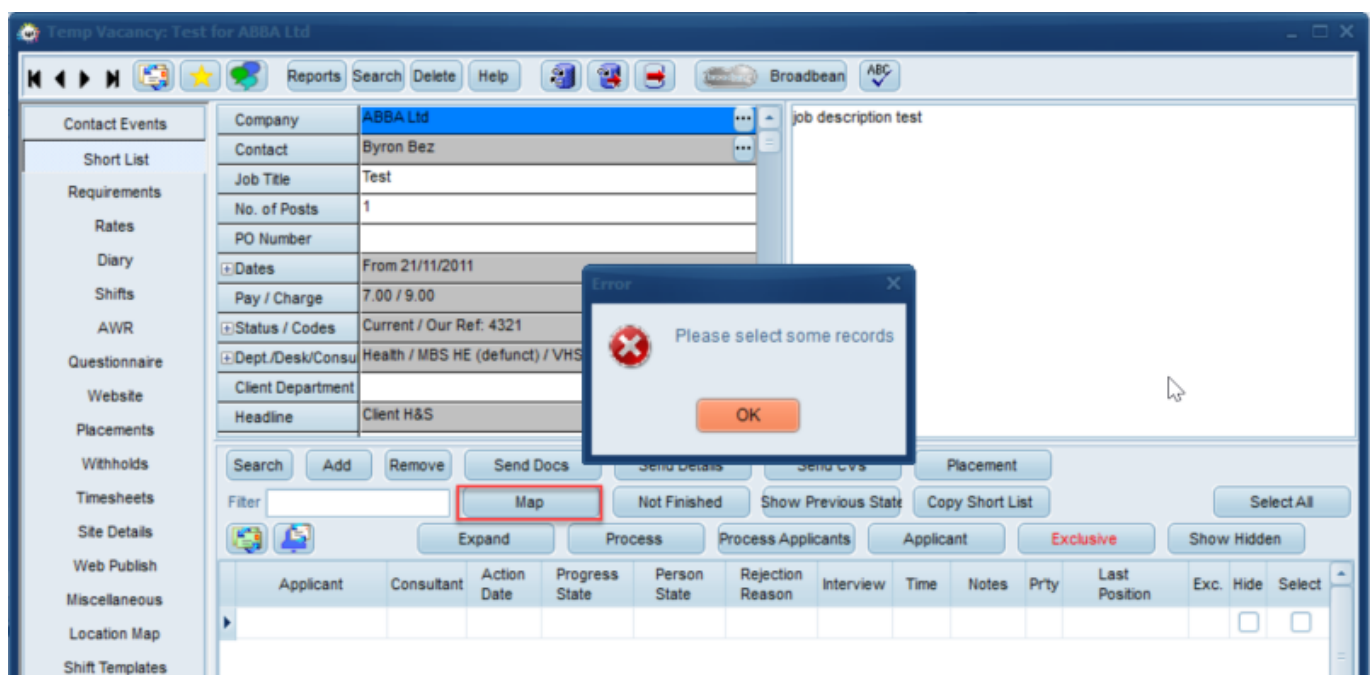 Temp Vacancy: Test for ABBA Ltd
Reports Search Delete Help Broadbean ABC
Contact Events
Short List
Requirements
Rates
Diary
Shifts
AWR
Questionnaire
Website
Placements
Withholds
Timesheets
Site Details
Web Publish
Miscellaneous
Location Map
Shift Templates
Company ABBA Ltd
Contact Byron Bez
Job Title Test
No. of Posts 1
PO Number
Dates From 21/11/2011
Pay / Charge 7.00 / 9.00
Status / Codes Current / Our Ref: 4321
Dept./Desk/Consu Health / MBS HE (defunct) / VHS
Client Department
Headline Client H&S
job description test
Error
Please select some records
OK
Search Add Remove Send Docs Send Details Send CVs Placement
Filter Map Not Finished Show Previous State Copy Short List Select All
Expand Process Process Applicants Applicant Exclusive Show Hidden
Applicant Consultant Action Date Progress State Person State Rejection Reason Interview Time Notes Pr'ty Last Position Exc. Hide Select